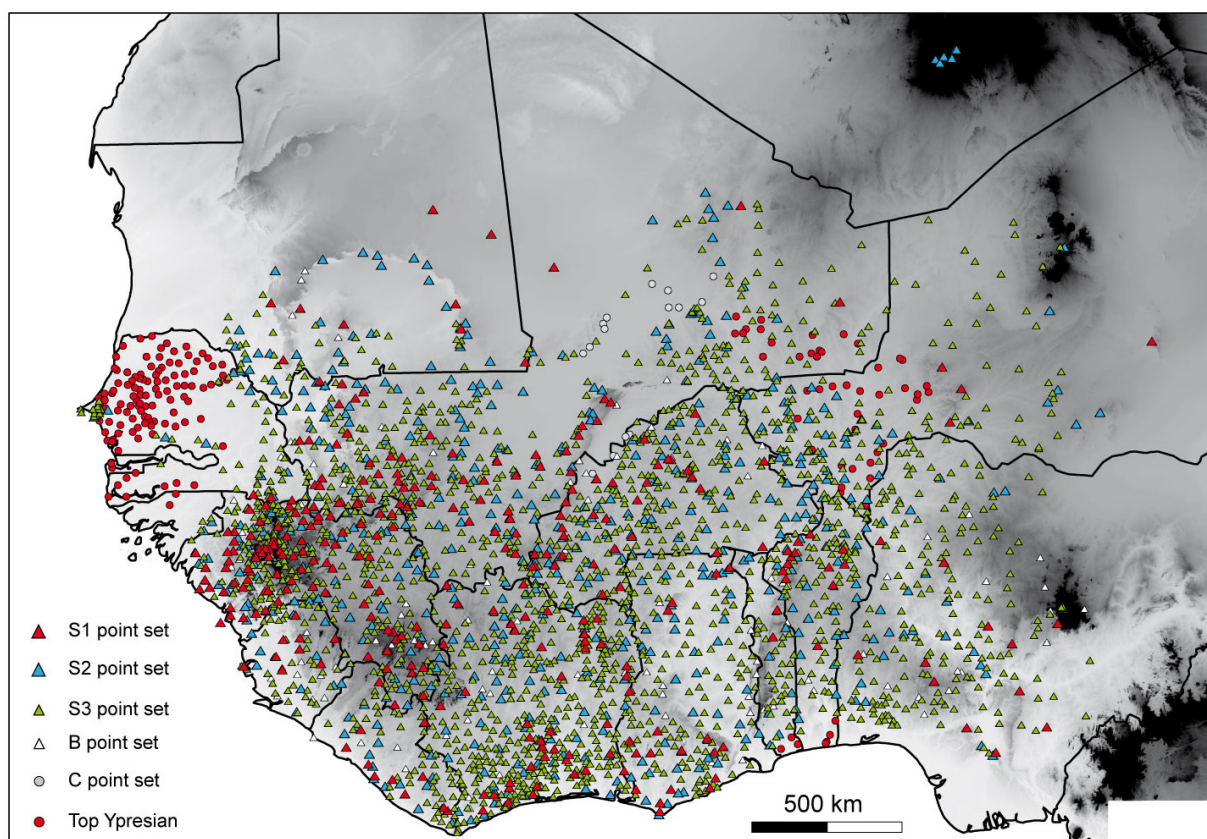 S1 point set
S2 point set
S3 point set
B point set
C point set
Top Ypresian
500 km